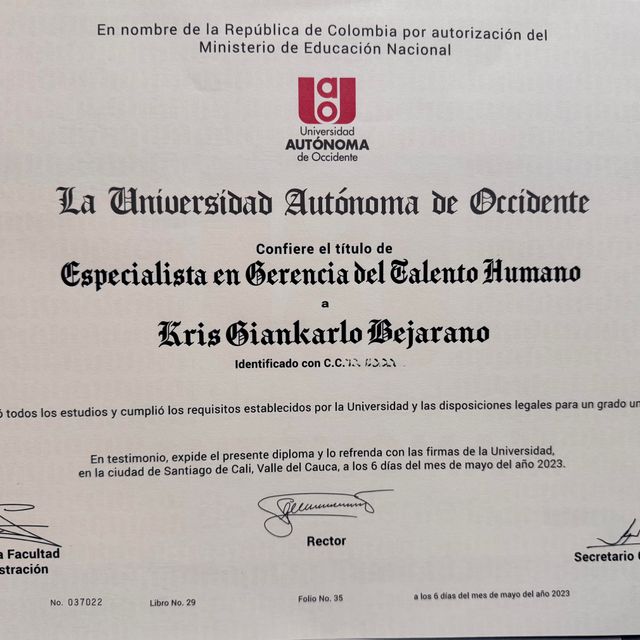 En nombre de la República de Colombia por autorización del
Ministerio de Educación Nacional
uao
Universidad
AUTÓNOMA
de Occidente
La Universidad Autónoma de Occidente
Confiere el título de
Especialista en Gerencia del Talento Humano
a
Kris Giankarlo Bejarano
Identificado con C.C.
todos los estudios y cumplió los requisitos establecidos por la Universidad y las disposiciones legales para un grado
En testimonio, expide el presente diploma y lo refrenda con las firmas de la Universidad,
en la ciudad de Santiago de Cali, Valle del Cauca, a los 6 días del mes de mayo del año 2023.
a Facultad
stración
Rector
Secretario
No. 037022
Libro No. 29
Folio No. 35
a los 6 días del mes de mayo del año 2023